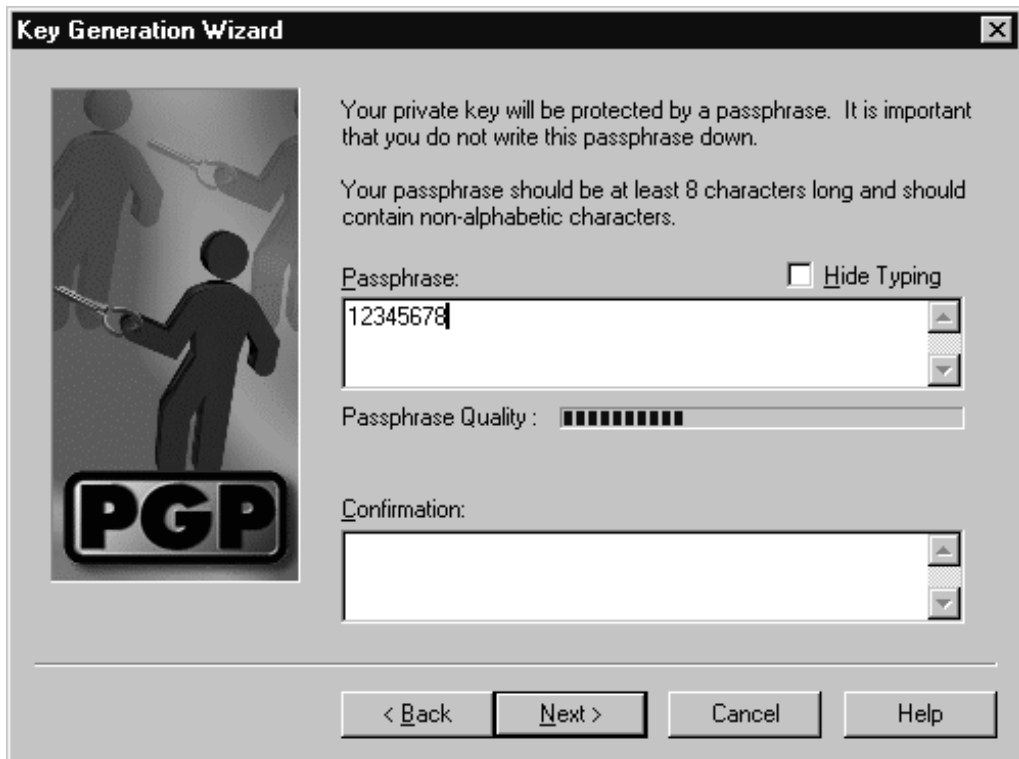 Key Generation Wizard
Your private key will be protected by a passphrase. It is important
that you do not write this passphrase down.
Your passphrase should be at least 8 characters long and should
contain non-alphabetic characters.
Passphrase:
Hide Typing
12345678
Passphrase Quality :
PGP
Confirmation:
< Back
Next >
Cancel
Help